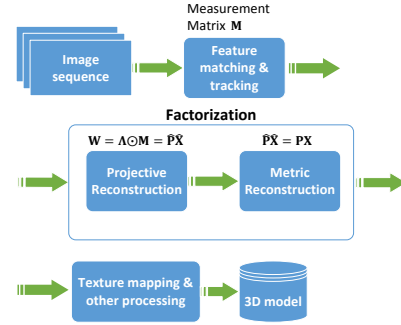 Measurement
Matrix M
Image
sequence
Feature
matching &
tracking
Factorization
W = Λ⊙M = P̂X̂
P̂X̂ = PX
Projective
Reconstruction
Metric
Reconstruction
Texture mapping &
other processing
3D model